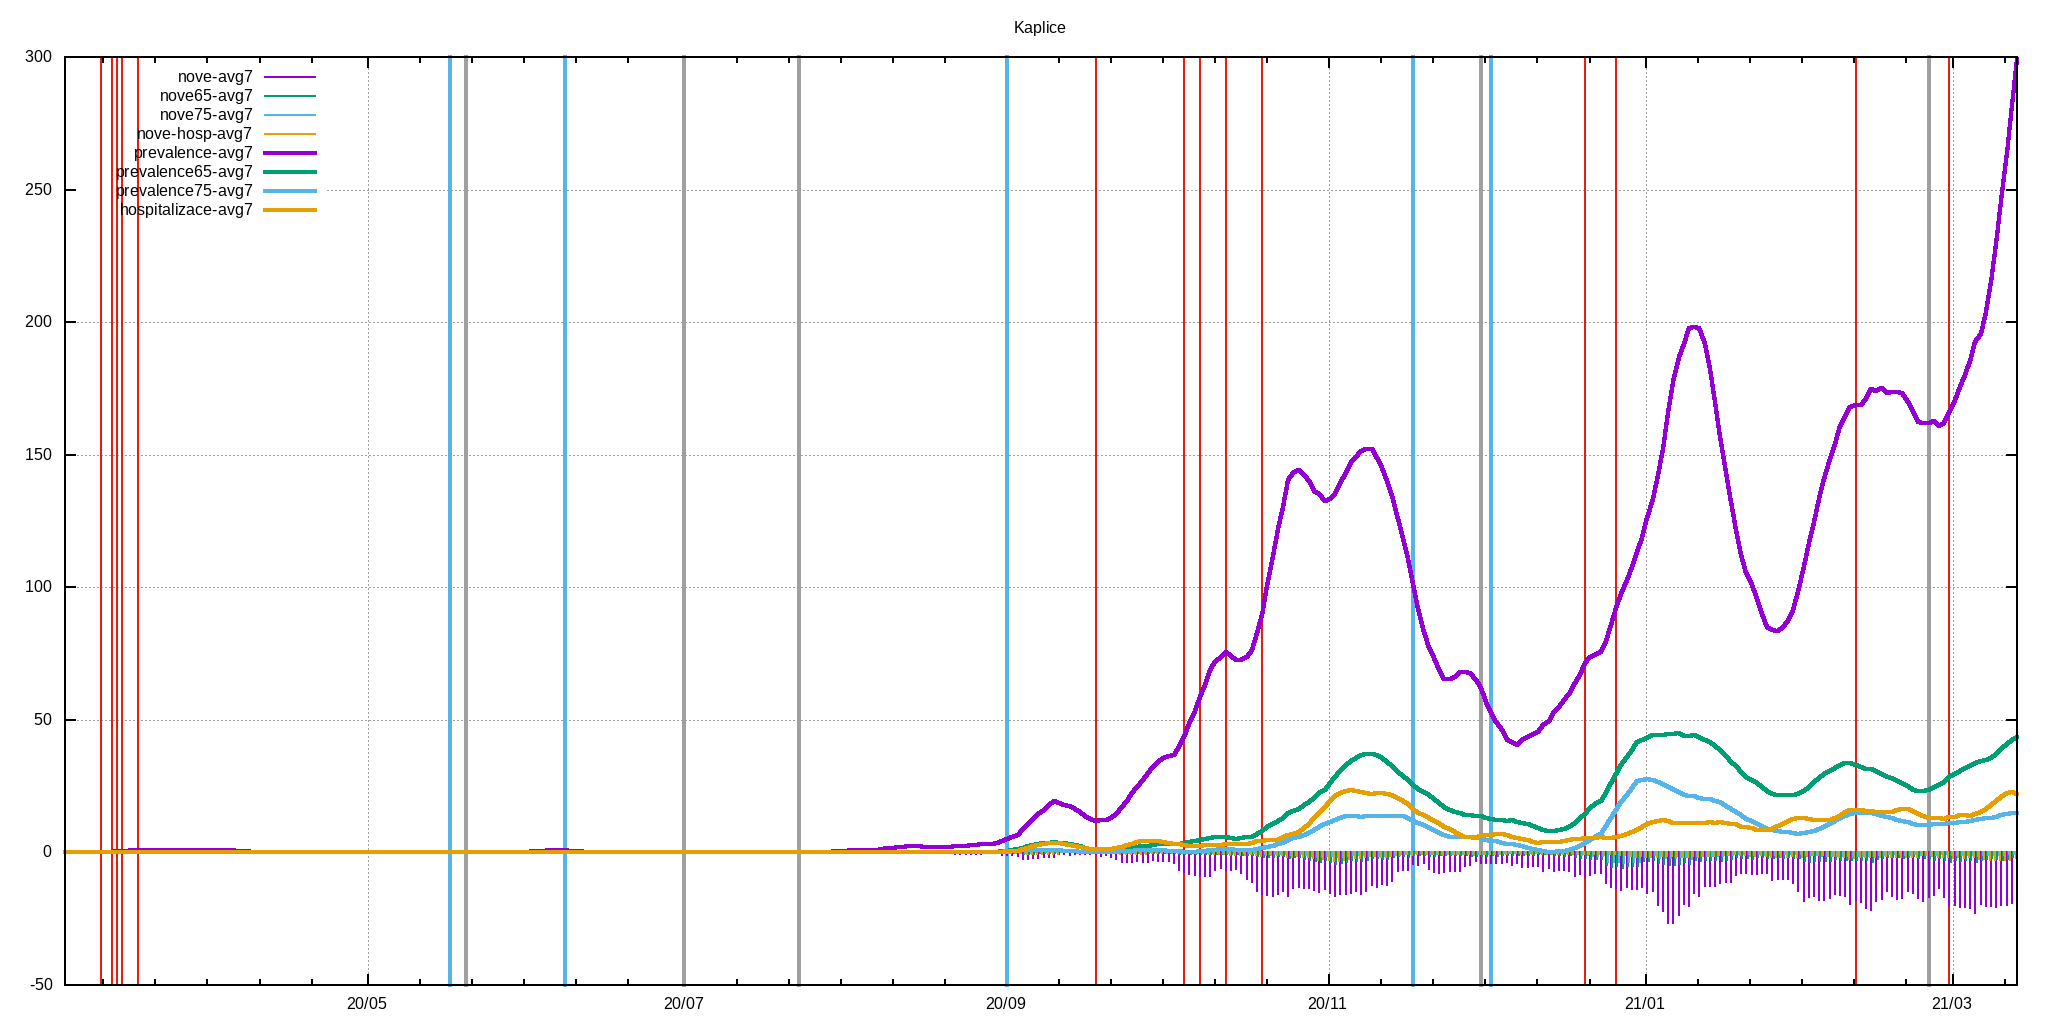 Kaplice
300
250
200
150
100
50
0
-50
nove-avg7
nove65-avg7
nove75-avg7
nove-hosp-avg7
prevalence-avg7
prevalence65-avg7
prevalence75-avg7
hospitalizace-avg7
20/05 20/07 20/09 20/11 21/01 21/03